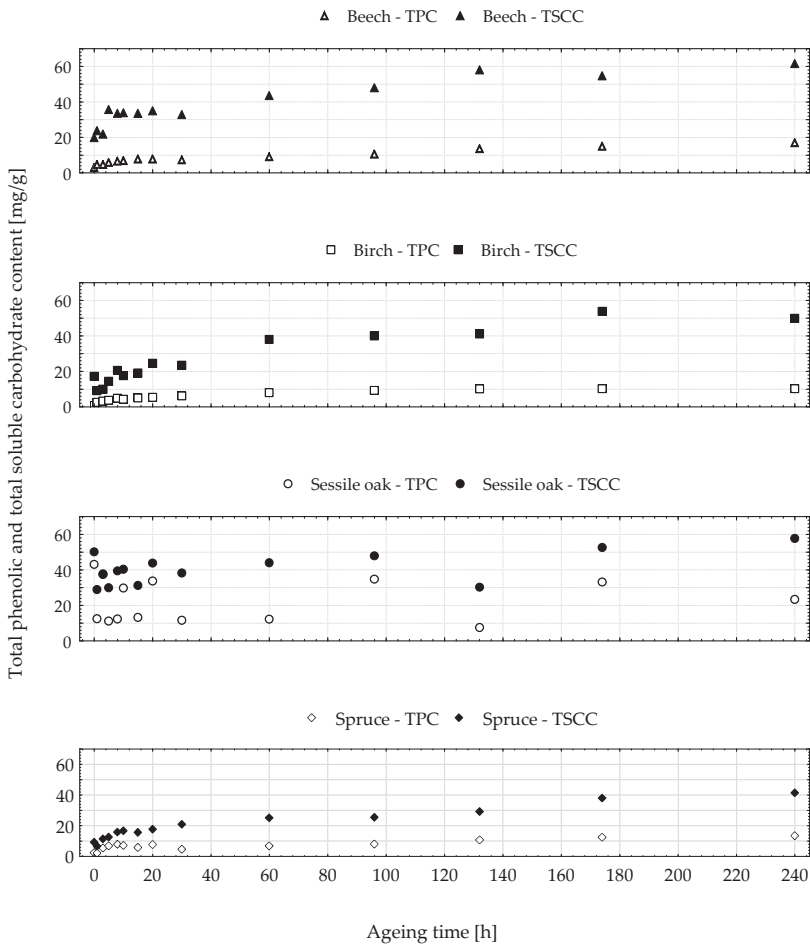 Beech - TPC Beech - TSCC
60
40
20
0
Birch - TPC Birch - TSCC
60
40
20
0
Sessile oak - TPC Sessile oak - TSCC
60
40
20
0
Spruce - TPC Spruce - TSCC
60
40
20
0
0 20 40 60 80 100 120 140 160 180 200 220 240
Ageing time [h]
Total phenolic and total soluble carbohydrate content [mg/g]